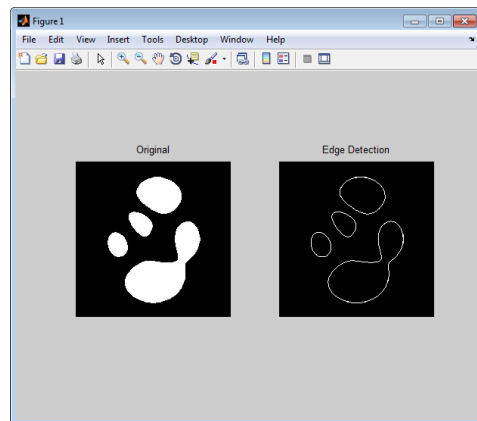 Figure 1
File Edit View Insert Tools Desktop Window Help
Original Edge Detection